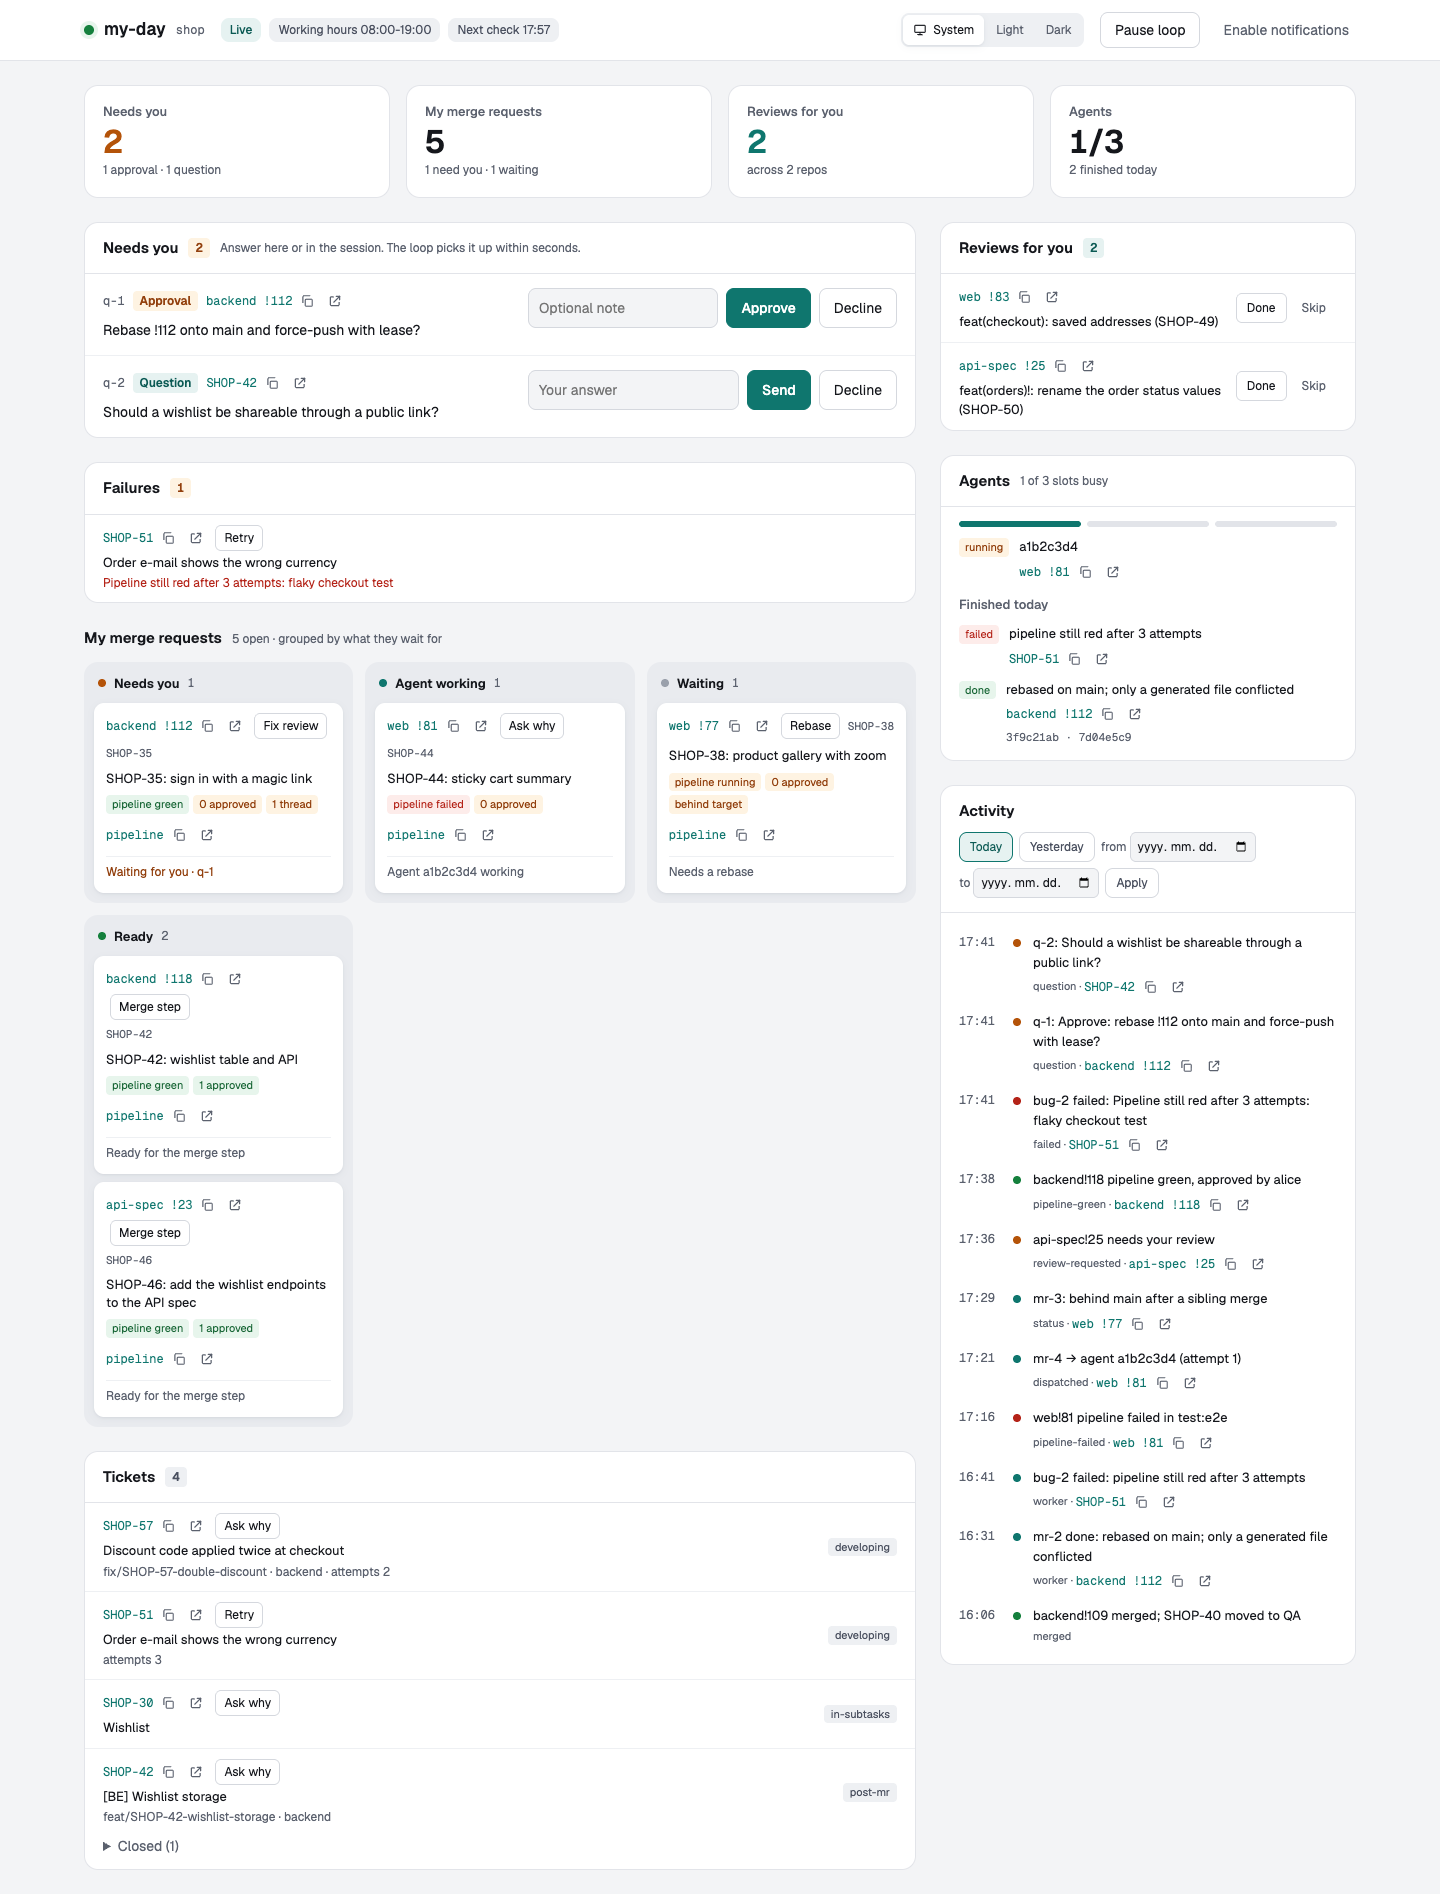 my-day shop Live Working hours 08:00-19:00 Next check 17:57 System Light Dark Pause loop Enable notifications
Needs you
2
1 approval · 1 question
My merge requests
5
1 need you · 1 waiting
Reviews for you
2
across 2 repos
Agents
1/3
2 finished today
Needs you 2 Answer here or in the session. The loop picks it up within seconds.
q-1 Approval backend !112
Rebase !112 onto main and force-push with lease?
Optional note Approve Decline
q-2 Question SHOP-42
Should a wishlist be shareable through a public link?
Your answer Send Decline
Failures 1
SHOP-51 Retry
Order e-mail shows the wrong currency
Pipeline still red after 3 attempts: flaky checkout test
My merge requests 5 open · grouped by what they wait for
Needs you 1
backend !112 Fix review
SHOP-35
SHOP-35: sign in with a magic link
pipeline green 0 approved 1 thread
pipeline
Waiting for you · q-1
Agent working 1
web !81 Ask why
SHOP-44
SHOP-44: sticky cart summary
pipeline failed 0 approved
pipeline
Agent a1b2c3d4 working
Waiting 1
web !77 Rebase SHOP-38
SHOP-38: product gallery with zoom
pipeline running 0 approved
behind target
pipeline
Needs a rebase
Ready 2
backend !118
Merge step
SHOP-42
SHOP-42: wishlist table and API
pipeline green 1 approved
pipeline
Ready for the merge step
api-spec !23
Merge step
SHOP-46
SHOP-46: add the wishlist endpoints
to the API spec
pipeline green 1 approved
pipeline
Ready for the merge step
Tickets 4
SHOP-57 Ask why
Discount code applied twice at checkout
fix/SHOP-57-double-discount · backend · attempts 2
developing
SHOP-51 Retry
Order e-mail shows the wrong currency
attempts 3
developing
SHOP-30 Ask why
Wishlist
in-subtasks
SHOP-42 Ask why
[BE] Wishlist storage
feat/SHOP-42-wishlist-storage · backend
post-mr
Closed (1)
Reviews for you 2
web !83
feat(checkout): saved addresses (SHOP-49)
Done Skip
api-spec !25
feat(orders)!: rename the order status values
(SHOP-50)
Done Skip
Agents 1 of 3 slots busy
running a1b2c3d4
web !81
Finished today
failed pipeline still red after 3 attempts
SHOP-51
done rebased on main; only a generated file conflicted
backend !112
3f9c21ab · 7d04e5c9
Activity
Today Yesterday from yyyy. mm. dd.
to yyyy. mm. dd. Apply
17:41 q-2: Should a wishlist be shareable through a
public link?
question · SHOP-42
17:41 q-1: Approve: rebase !112 onto main and force-push
with lease?
question · backend !112
17:41 bug-2 failed: Pipeline still red after 3 attempts:
flaky checkout test
failed · SHOP-51
17:38 backend!118 pipeline green, approved by alice
pipeline-green · backend !118
17:36 api-spec!25 needs your review
review-requested · api-spec !25
17:29 mr-3: behind main after a sibling merge
status · web !77
17:21 mr-4 → agent a1b2c3d4 (attempt 1)
dispatched · web !81
17:16 web!81 pipeline failed in test:e2e
pipeline-failed · web !81
16:41 bug-2 failed: pipeline still red after 3 attempts
worker · SHOP-51
16:31 mr-2 done: rebased on main; only a generated file
conflicted
worker · backend !112
16:06 backend!109 merged; SHOP-40 moved to QA
merged